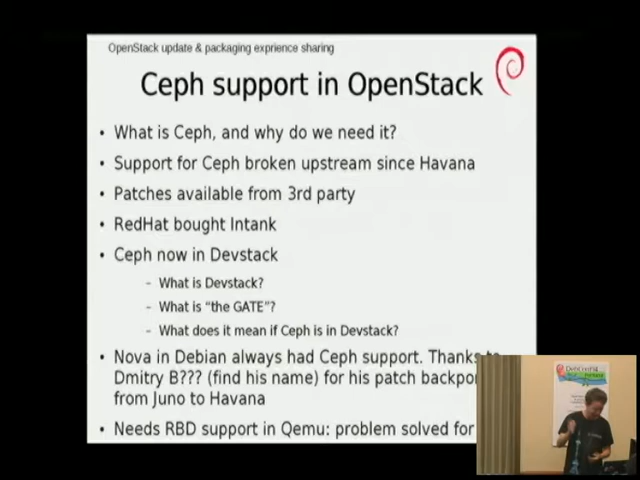 OpenStack update & packaging exprience sharing
Ceph support in OpenStack
• What is Ceph, and why do we need it?
• Support for Ceph broken upstream since Havana
• Patches available from 3rd party
• RedHat bought Intank
• Ceph now in Devstack
– What is Devstack?
– What is “the GATE”?
– What does it mean if Ceph is in Devstack?
• Nova in Debian always had Ceph support. Thanks to
Dmitry B??? (find his name) for his patch backpo
from Juno to Havana
• Needs RBD support in Qemu: problem solved for